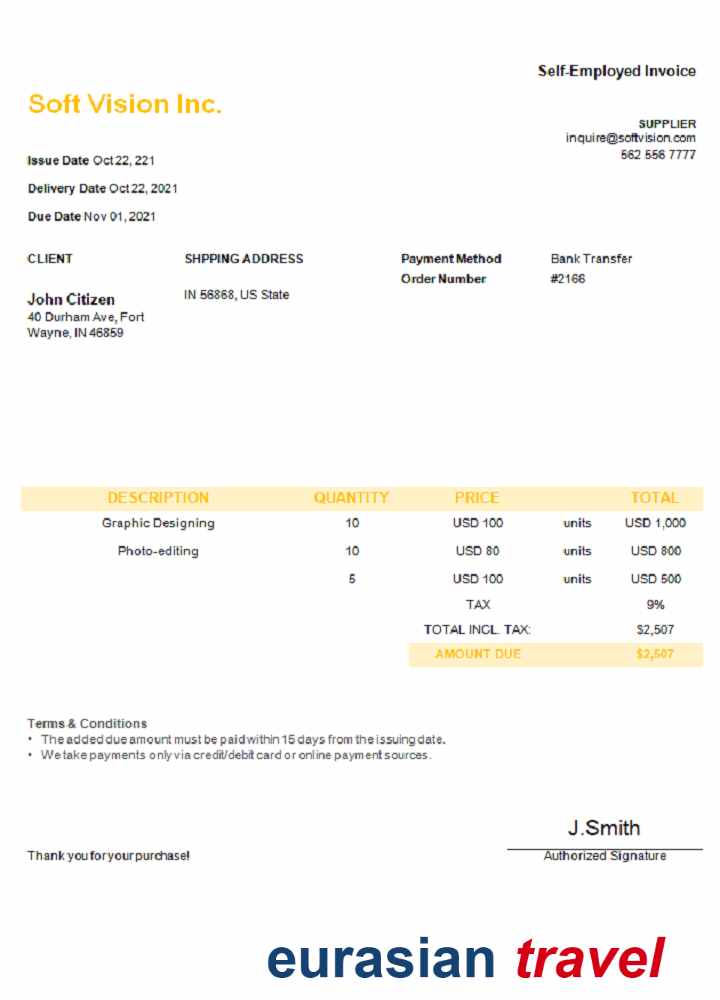 Self-Employed Invoice
Soft Vision Inc.
SUPPLIER
inquire@softvision.com
562 556 7777
Issue Date Oct 22, 221
Delivery Date Oct 22, 2021
Due Date Nov 01, 2021
CLIENT SHPPING ADDRESS Payment Method Bank Transfer
Order Number #2166
John Citizen IN 56868, US State
40 Durham Ave, Fort
Wayne, IN 46859
DESCRIPTION QUANTITY PRICE TOTAL
Graphic Designing 10 USD 100 units USD 1,000
Photo-editing 10 USD 80 units USD 800
5 USD 100 units USD 500
TAX 9%
TOTAL INCL. TAX: $2,507
AMOUNT DUE $2,507
Terms & Conditions
• The added due amount must be paid within 15 days from the issuing date.
• We take payments only via credit/debit card or online payment sources.
J.Smith
Thank you for your purchase! Authorized Signature
eurasian travel